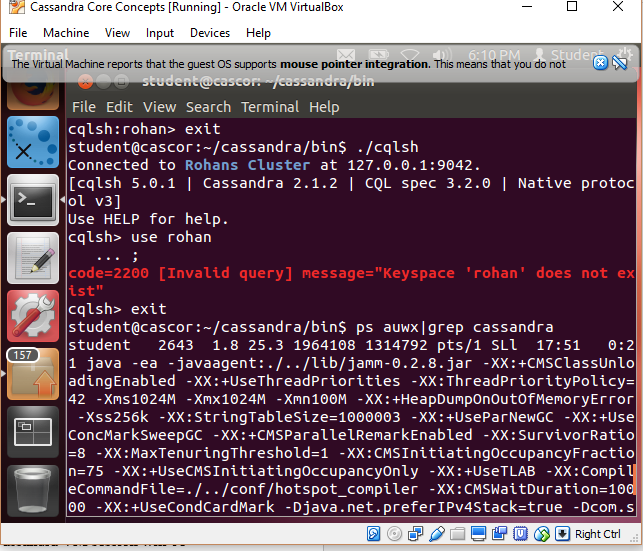 Cassandra Core Concepts [Running] - Oracle VM VirtualBox
File Machine View Input Devices Help
Terminal 6:10 PM Student
The Virtual Machine reports that the guest OS supports mouse pointer integration. This means that you do not
student@cascor: ~/cassandra/bin
File Edit View Search Terminal Help
cqlsh:rohan> exit
student@cascor:~/cassandra/bin$ ./cqlsh
Connected to Rohans Cluster at 127.0.0.1:9042.
[cqlsh 5.0.1 | Cassandra 2.1.2 | CQL spec 3.2.0 | Native protoc
ol v3]
Use HELP for help.
cqlsh> use rohan
... ;
code=2200 [Invalid query] message="Keyspace 'rohan' does not ex
ist"
cqlsh> exit
student@cascor:~/cassandra/bin$ ps auwx|grep cassandra
student 2643 1.8 25.3 1964108 1314792 pts/1 SLl 17:51 0:2
1 java -ea -javaagent:./../lib/jamm-0.2.8.jar -XX:+CMSClassUnlo
adingEnabled -XX:+UseThreadPriorities -XX:ThreadPriorityPolicy=
42 -Xms1024M -Xmx1024M -Xmn100M -XX:+HeapDumpOnOutOfMemoryError
-Xss256k -XX:StringTableSize=1000003 -XX:+UseParNewGC -XX:+Use
ConcMarkSweepGC -XX:+CMSParallelRemarkEnabled -XX:SurvivorRatio
=8 -XX:MaxTenuringThreshold=1 -XX:CMSInitiatingOccupancyFractio
n=75 -XX:+UseCMSInitiatingOccupancyOnly -XX:+UseTLAB -XX:Compil
eCommandFile=./../conf/hotspot_compiler -XX:CMSWaitDuration=100
00 -XX:+UseCondCardMark -Djava.net.preferIPv4Stack=true -Dcom.s
157
Right Ctrl